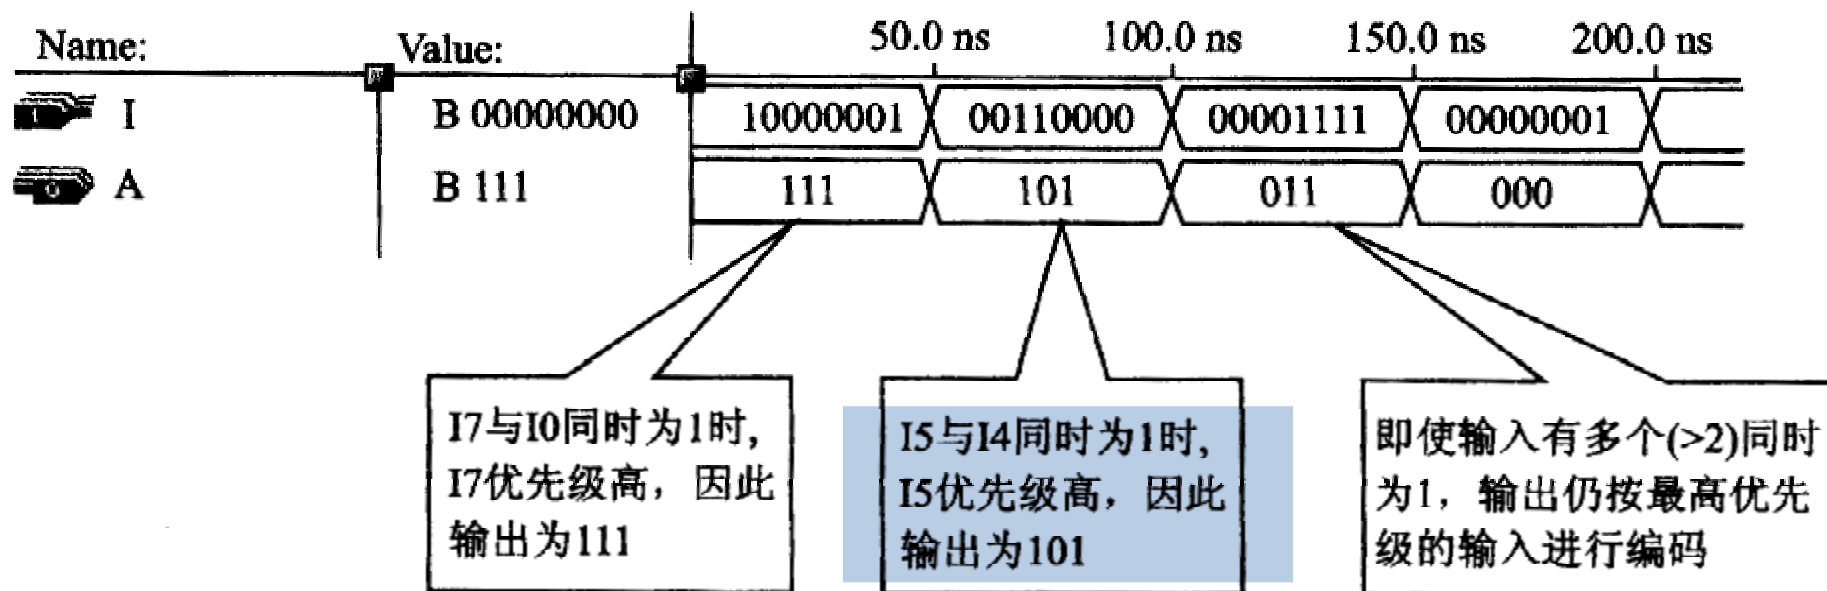 Name: Value: 50.0 ns 100.0 ns 150.0 ns 200.0 ns
I B 00000000 10000001 00110000 00001111 00000001
A B 111 111 101 011 000
I7与I0同时为1时,
I7优先级高，因此
输出为111
I5与I4同时为1时,
I5优先级高，因此
输出为101
即使输入有多个(>2)同时
为1，输出仍按最高优先
级的输入进行编码